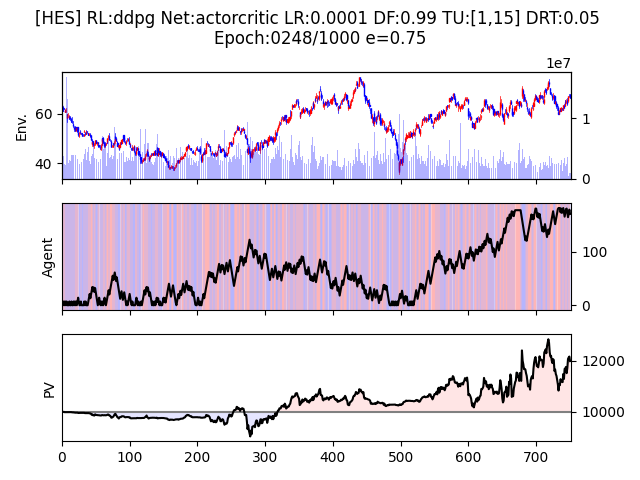 [HES] RL:ddpg Net:actorcritic LR:0.0001 DF:0.99 TU:[1,15] DRT:0.05
Epoch:0248/1000 e=0.75
1e7
Env.
60
40
1
0
Agent
100
0
PV
12000
10000
0 100 200 300 400 500 600 700